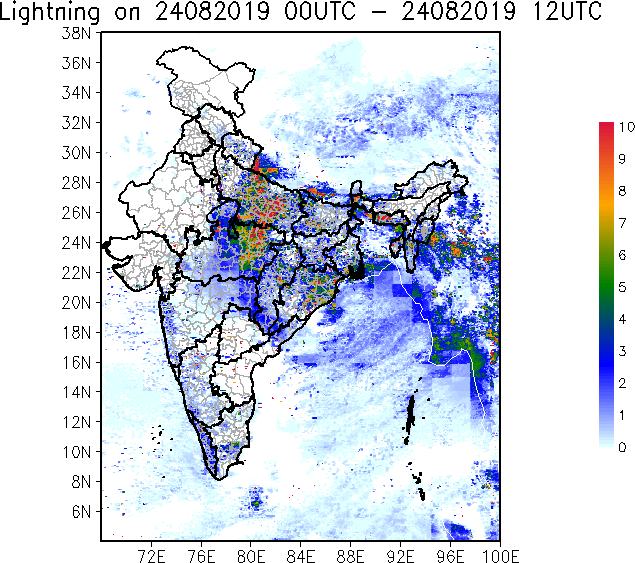 Lightning on 24082019 00UTC – 24082019 12UTC
38N
36N
34N
32N
30N
28N
26N
24N
22N
20N
18N
16N
14N
12N
10N
8N
6N
72E 76E 80E 84E 88E 92E 96E 100E
10
9
8
7
6
5
4
3
2
1
0